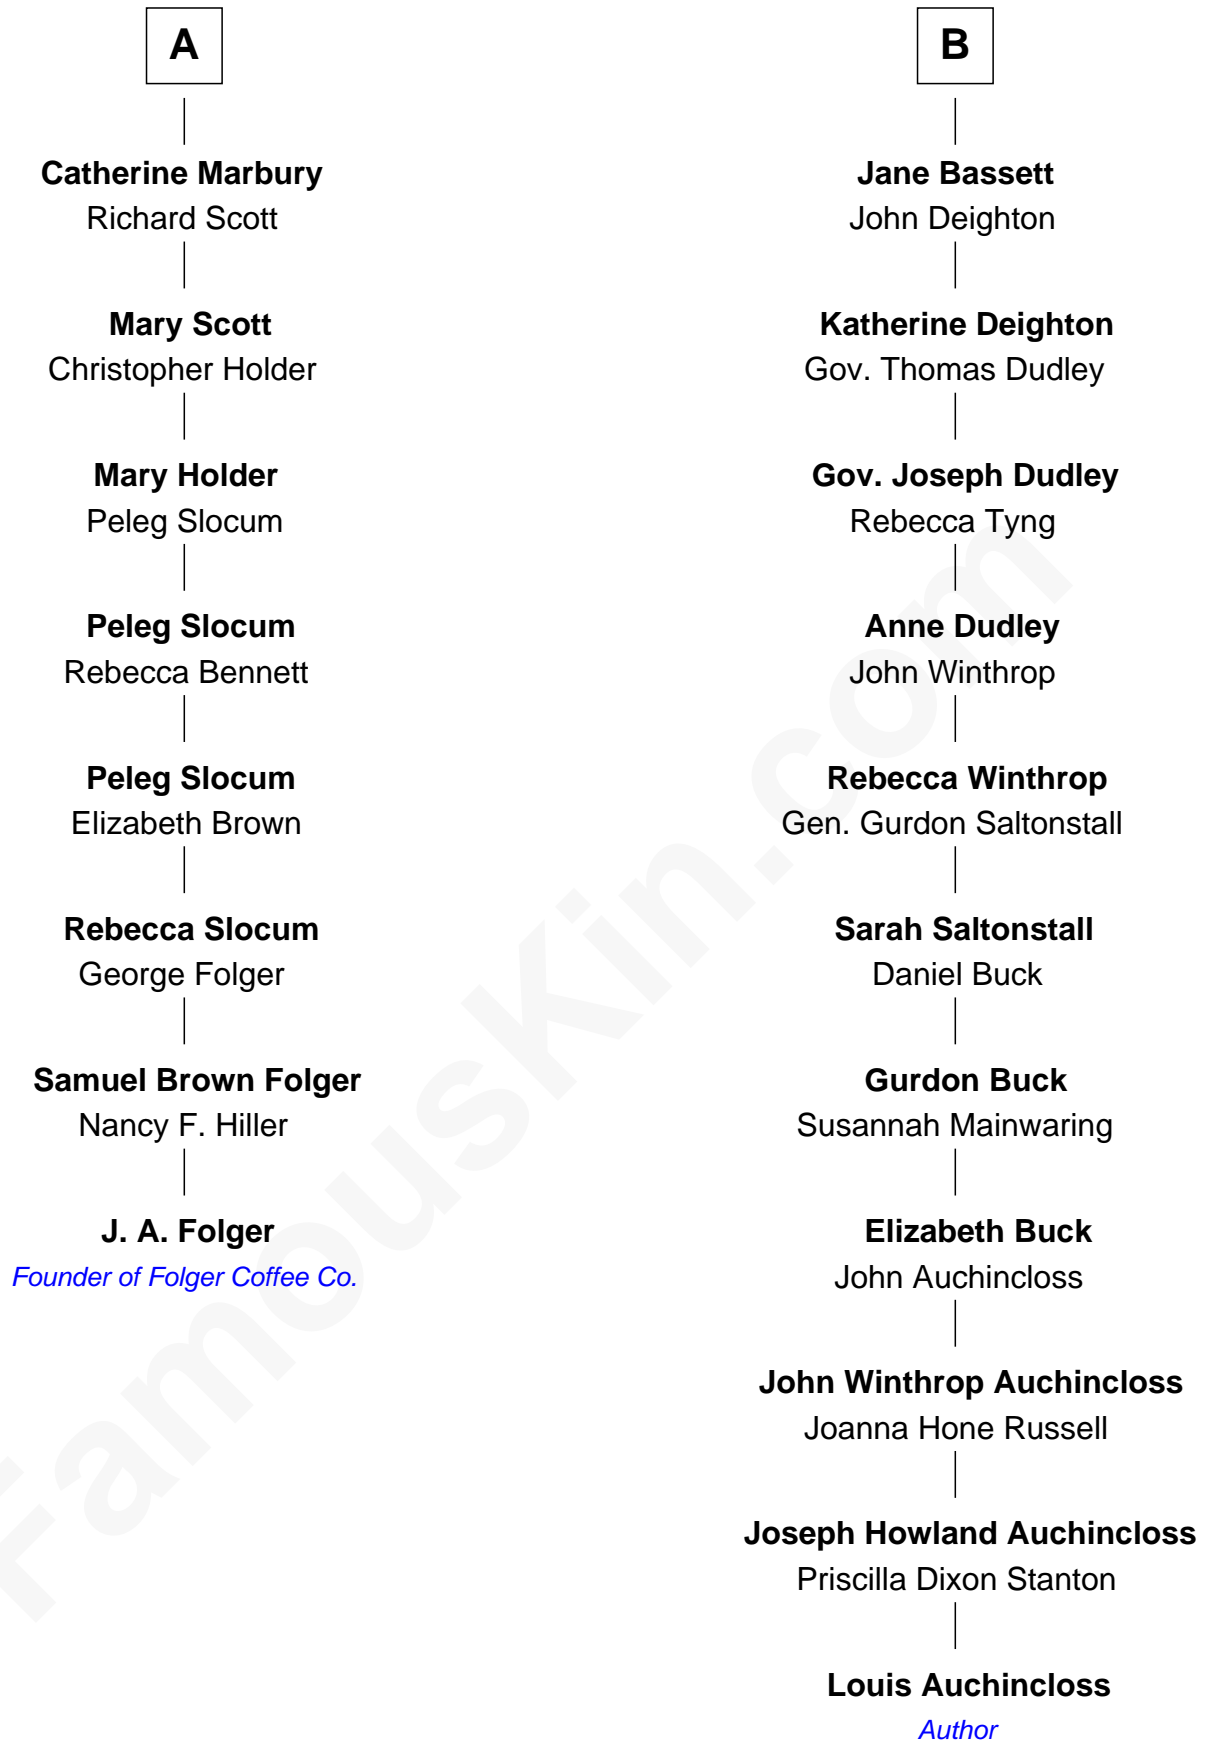 A
Catherine Marbury
Richard Scott
Mary Scott
Christopher Holder
Mary Holder
Peleg Slocum
Peleg Slocum
Rebecca Bennett
Peleg Slocum
Elizabeth Brown
Rebecca Slocum
George Folger
Samuel Brown Folger
Nancy F. Hiller
J. A. Folger
Founder of Folger Coffee Co.
B
Jane Bassett
John Deighton
Katherine Deighton
Gov. Thomas Dudley
Gov. Joseph Dudley
Rebecca Tyng
Anne Dudley
John Winthrop
Rebecca Winthrop
Gen. Gurdon Saltonstall
Sarah Saltonstall
Daniel Buck
Gurdon Buck
Susannah Mainwaring
Elizabeth Buck
John Auchincloss
John Winthrop Auchincloss
Joanna Hone Russell
Joseph Howland Auchincloss
Priscilla Dixon Stanton
Louis Auchincloss
Author
FamousKin.com